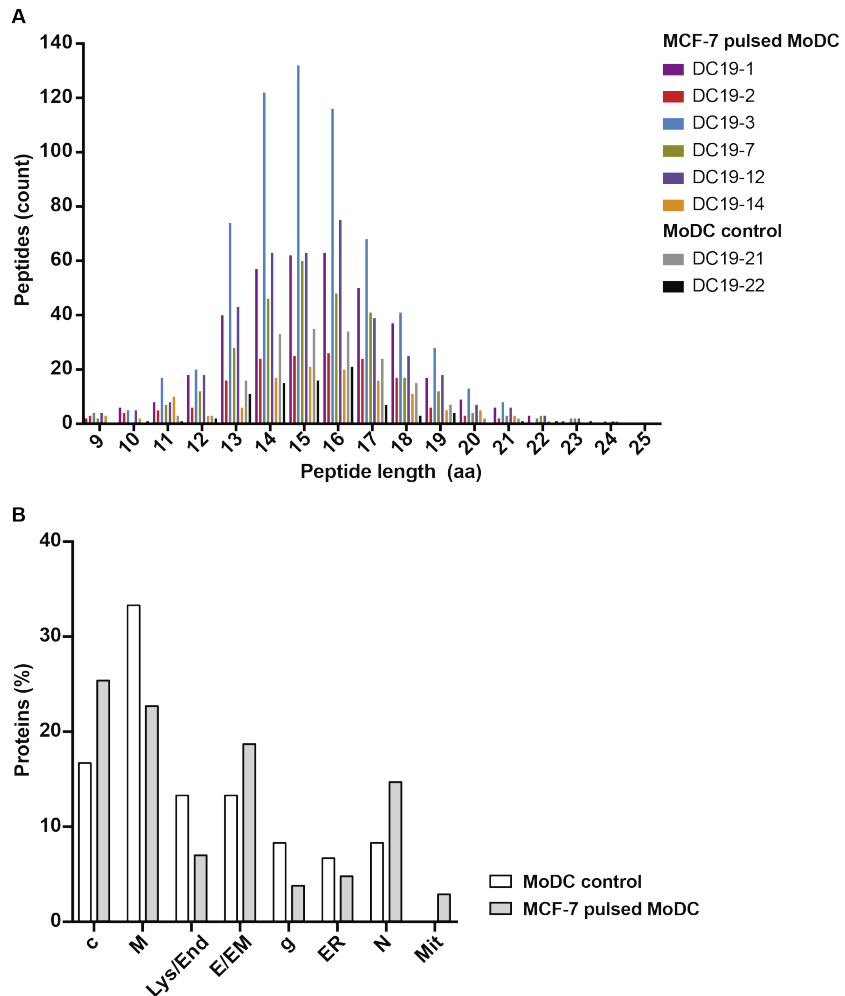 A
140
120
100
80
60
40
20
0
Peptides (count)
9 10 11 12 13 14 15 16 17 18 19 20 21 22 23 24 25
Peptide length (aa)
MCF-7 pulsed MoDC
DC19-1
DC19-2
DC19-3
DC19-7
DC19-12
DC19-14
MoDC control
DC19-21
DC19-22
B
40
30
20
10
0
Proteins (%)
c M Lys/End E/EM g ER N Mit
MoDC control
MCF-7 pulsed MoDC